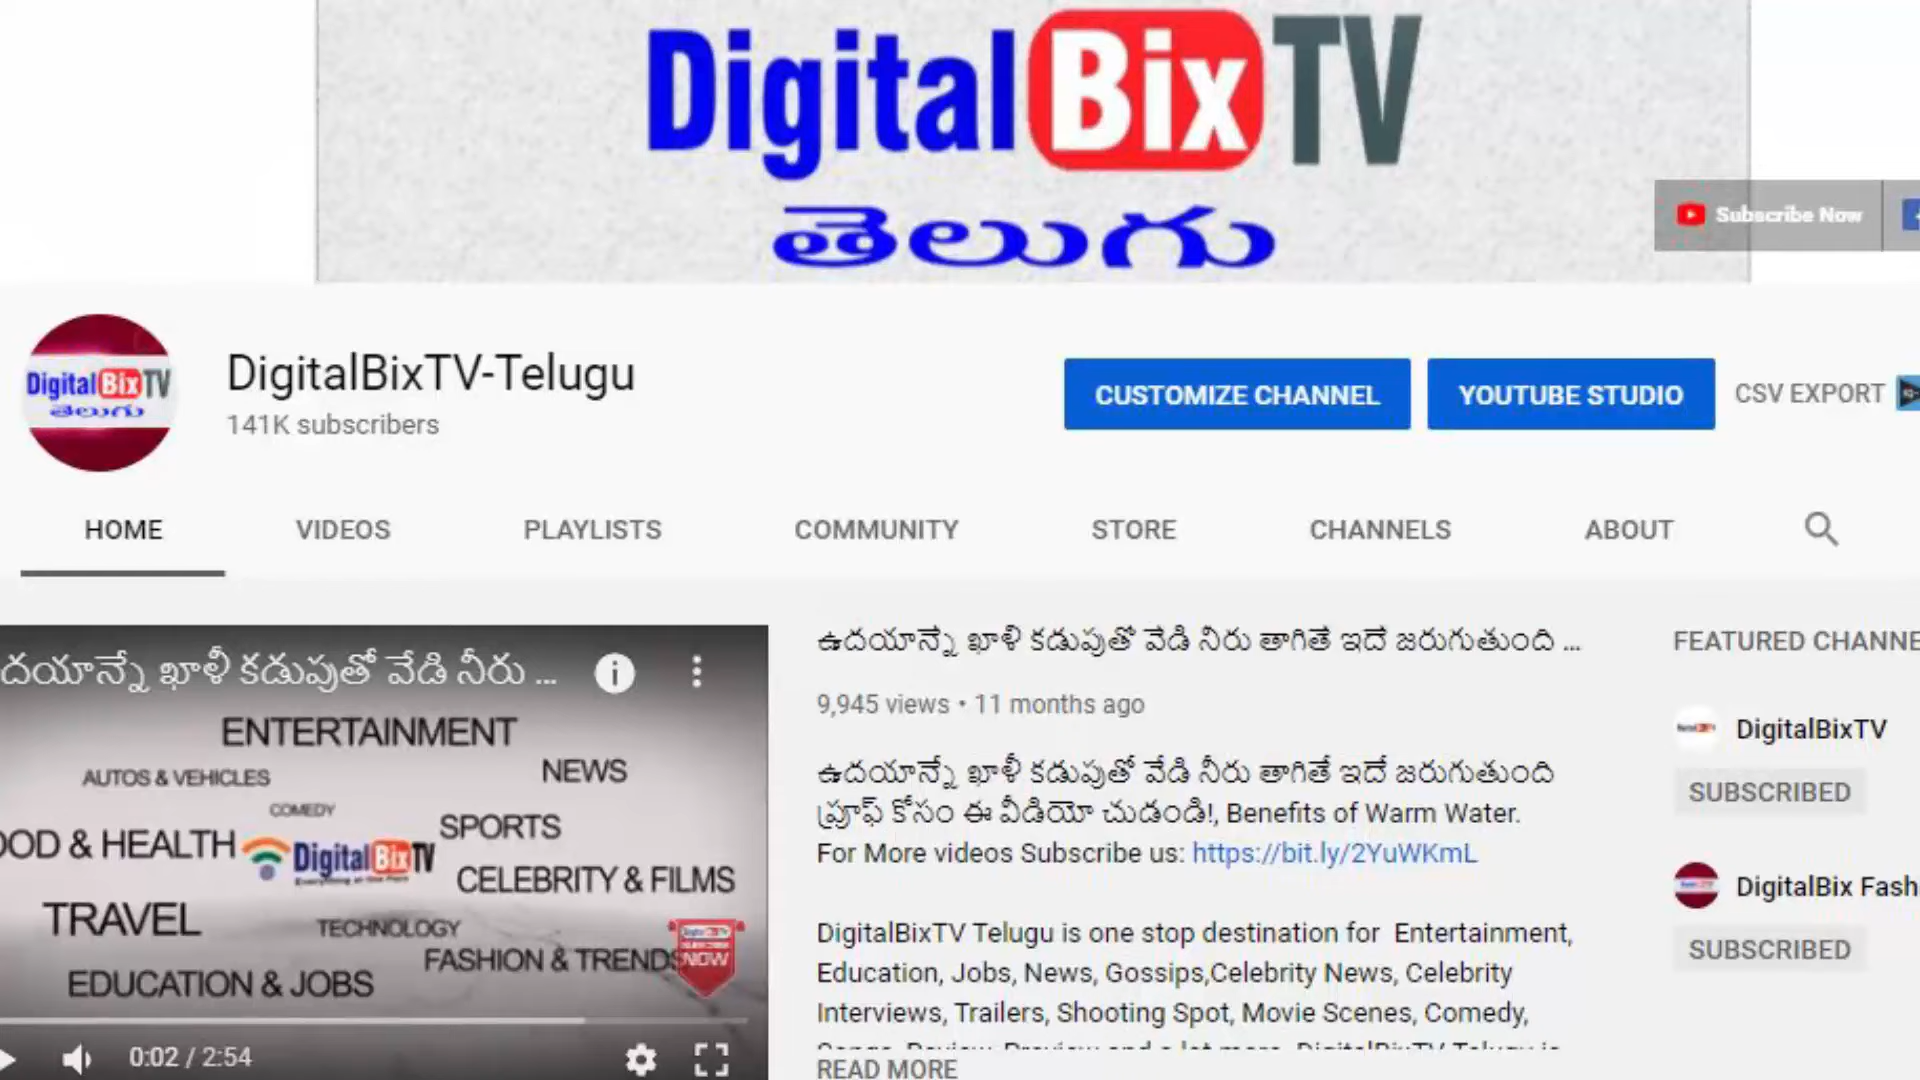 DigitalBixTV
తెలుగు
Subscribe Now
DigitalBixTV
తెలుగు
DigitalBixTV-Telugu
141K subscribers
CUSTOMIZE CHANNEL
YOUTUBE STUDIO
CSV EXPORT
HOME
VIDEOS
PLAYLISTS
COMMUNITY
STORE
CHANNELS
ABOUT
దయాన్నే ఖాళీ కడుపుతో వేడి నీరు ...
ENTERTAINMENT
AUTOS & VEHICLES
NEWS
COMEDY
SPORTS
OOD & HEALTH
DigitalBixTV
CELEBRITY & FILMS
TRAVEL
TECHNOLOGY
FASHION & TRENDS
NOW
EDUCATION & JOBS
0:02 / 2:54
ఉదయాన్నే ఖాళీ కడుపుతో వేడి నీరు తాగితే ఇదే జరుగుతుంది ...
9,945 views • 11 months ago
ఉదయాన్నే ఖాళీ కడుపుతో వేడి నీరు తాగితే ఇదే జరుగుతుంది
ప్రూఫ్ కోసం ఈ వీడియో చుడండి!, Benefits of Warm Water.
For More videos Subscribe us: https://bit.ly/2YuWKmL
DigitalBixTV Telugu is one stop destination for Entertainment,
Education, Jobs, News, Gossips,Celebrity News, Celebrity
Interviews, Trailers, Shooting Spot, Movie Scenes, Comedy,
READ MORE
FEATURED CHANNE
DigitalBixTV
SUBSCRIBED
DigitalBix Fash
SUBSCRIBED